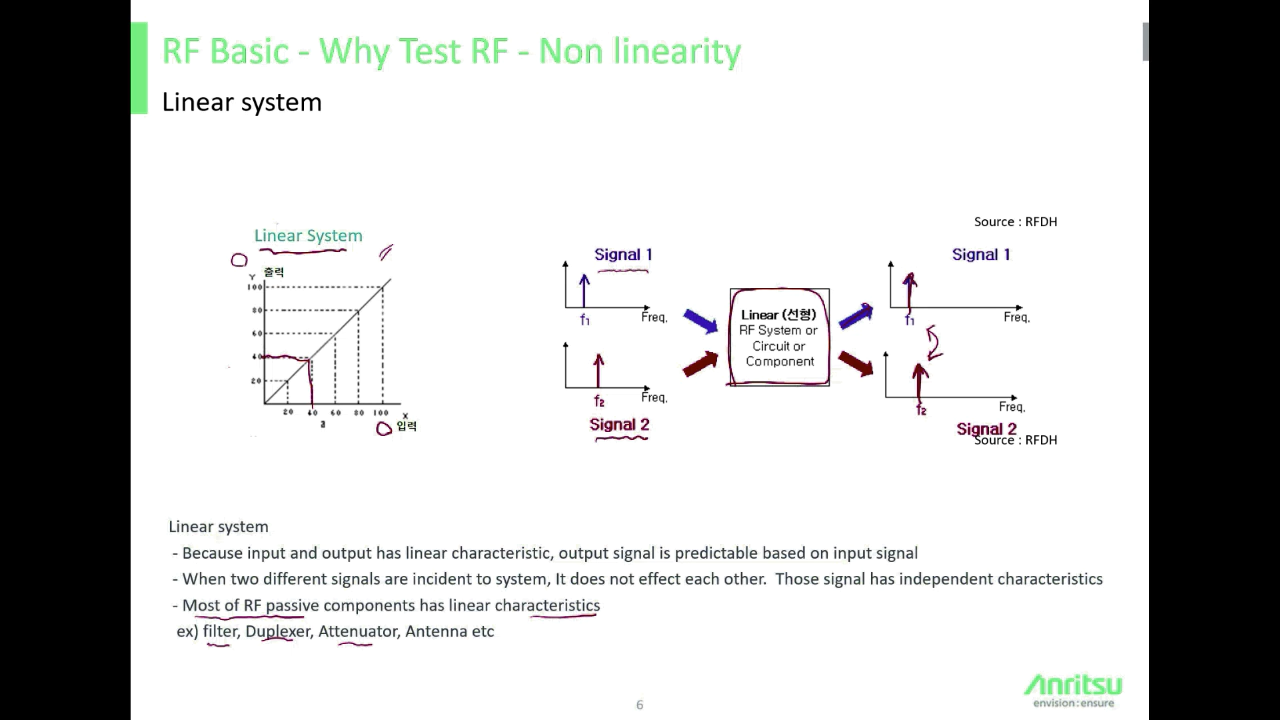 RF Basic - Why Test RF - Non linearity
Linear system
Source : RFDH
Linear System
Y 출력
100
80
60
40
20
20 40 60 80 100 X
입력
a
Signal 1
f1
Freq.
f2
Freq.
Signal 2
Linear (선형)
RF System or
Circuit or
Component
Signal 1
f1
Freq.
f2
Freq.
Signal 2
Source : RFDH
Linear system
- Because input and output has linear characteristic, output signal is predictable based on input signal
- When two different signals are incident to system, It does not effect each other. Those signal has independent characteristics
- Most of RF passive components has linear characteristics
ex) filter, Duplexer, Attenuator, Antenna etc
6
Anritsu
envision:ensure